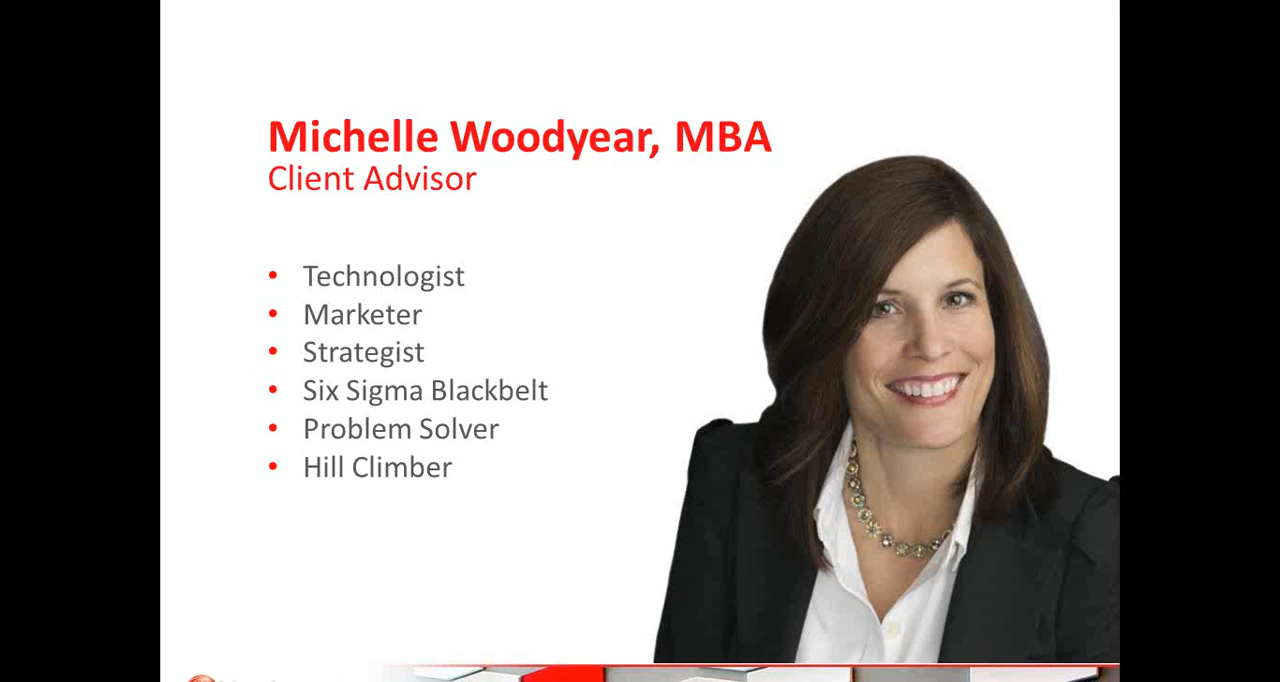 Michelle Woodyear, MBA
Client Advisor
• Technologist
• Marketer
• Strategist
• Six Sigma Blackbelt
• Problem Solver
• Hill Climber